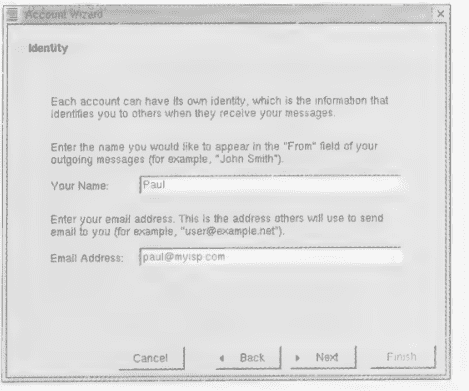 Account Wizard
Identity
Each account can have its own identity, which is the information that
identifies you to others when they receive your messages.
Enter the name you would like to appear in the "From" field of your
outgoing messages (for example, "John Smith").
Your Name: Paul
Enter your email address. This is the address others will use to send
email to you (for example, "user@example.net").
Email Address: paul@myisp.com
Cancel Back Next Finish